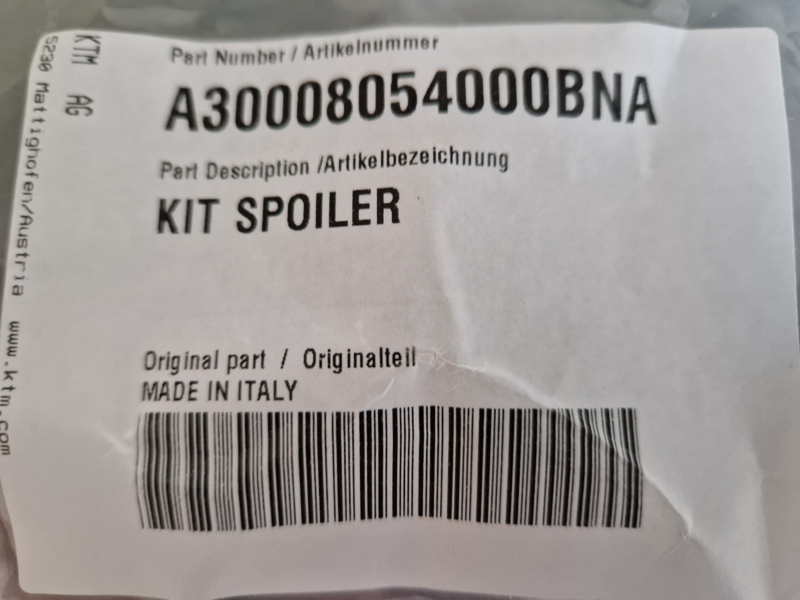 Part Number / Artikelnummer
A30008054000BNA
Part Description /Artikelbezeichnung
KIT SPOILER
Original part / Originalteil
MADE IN ITALY
KTM AG
5230 Mattighofen/Austria www.ktm.com